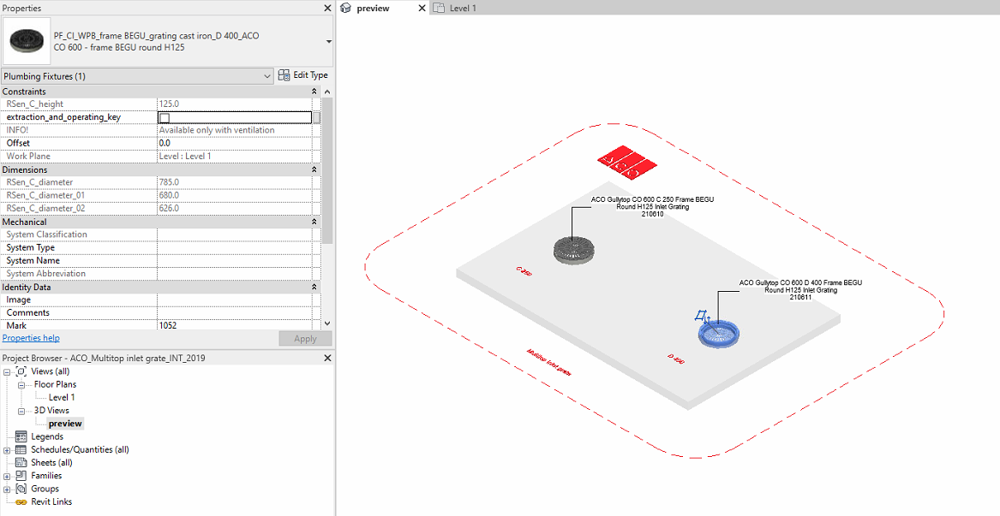 Properties
PF_CI_WPB_frame BEGU_grating cast iron_D 400_ACO
CO 600 - frame BEGU round H125
Plumbing Fixtures (1)
Edit Type
Constraints
RSen_C_height 125.0
extraction_and_operating_key
INFO! Available only with ventilation
Offset 0.0
Work Plane Level : Level 1
Dimensions
RSen_C_diameter 785.0
RSen_C_diameter_01 680.0
RSen_C_diameter_02 626.0
Mechanical
System Classification
System Type
System Name
System Abbreviation
Identity Data
Image
Comments
Mark 1052
Properties help
Apply
Project Browser - ACO_Multitop inlet grate_INT_2019
Views (all)
Floor Plans
Level 1
3D Views
preview
Legends
Schedules/Quantities (all)
Sheets (all)
Families
Groups
Revit Links
preview
Level 1
ACO
ACO Gullytop CO 600 C 250 Frame BEGU
Round H125 Inlet Grating
210610
C 250
ACO Gullytop CO 600 D 400 Frame BEGU
Round H125 Inlet Grating
210611
D 400
Multitop inlet grate